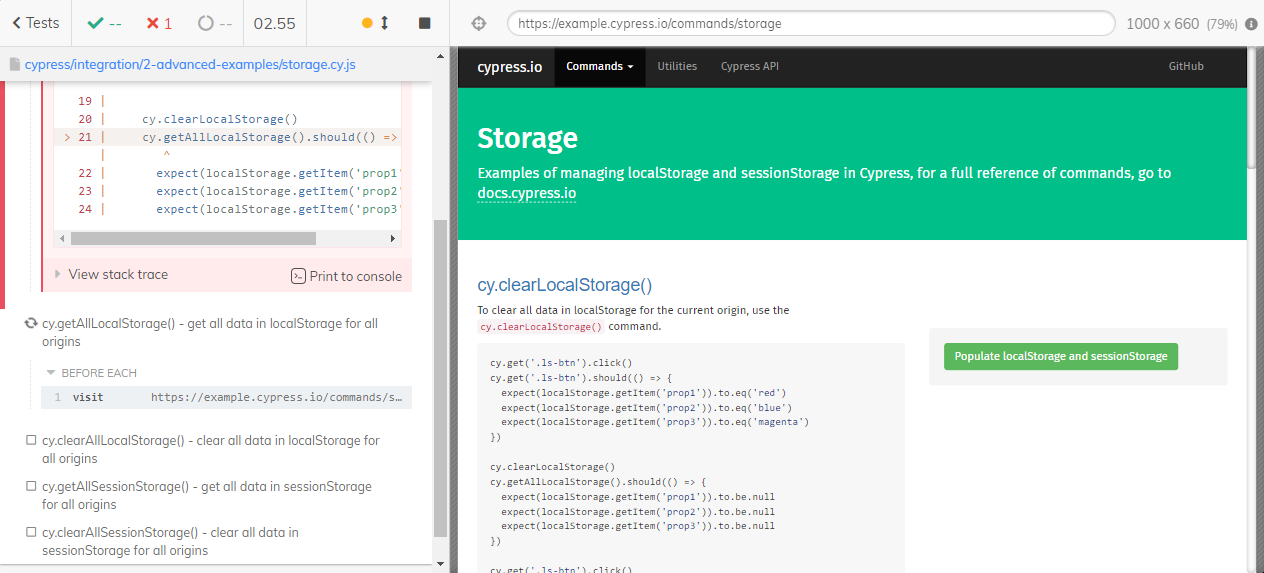 Tests
--
1
--
02.55
https://example.cypress.io/commands/storage
1000 x 660 (79%)
cypress/integration/2-advanced-examples/storage.cy.js
19 |
20 | cy.clearLocalStorage()
> 21 | cy.getAllLocalStorage().should(() =>
| ^
22 | expect(localStorage.getItem('prop1'
23 | expect(localStorage.getItem('prop2'
24 | expect(localStorage.getItem('prop3'
View stack trace
Print to console
cy.getAllLocalStorage() - get all data in localStorage for all
origins
BEFORE EACH
1 visit https://example.cypress.io/commands/s...
cy.clearAllLocalStorage() - clear all data in localStorage for
all origins
cy.getAllSessionStorage() - get all data in sessionStorage
for all origins
cy.clearAllSessionStorage() - clear all data in
sessionStorage for all origins
cypress.io
Commands
Utilities
Cypress API
GitHub
Storage
Examples of managing localStorage and sessionStorage in Cypress, for a full reference of commands, go to
docs.cypress.io
cy.clearLocalStorage()
To clear all data in localStorage for the current origin, use the
cy.clearLocalStorage() command.
cy.get('.ls-btn').click()
cy.get('.ls-btn').should(() => {
expect(localStorage.getItem('prop1')).to.eq('red')
expect(localStorage.getItem('prop2')).to.eq('blue')
expect(localStorage.getItem('prop3')).to.eq('magenta')
})
cy.clearLocalStorage()
cy.getAllLocalStorage().should(() => {
expect(localStorage.getItem('prop1')).to.be.null
expect(localStorage.getItem('prop2')).to.be.null
expect(localStorage.getItem('prop3')).to.be.null
})
cy.get('.ls-btn').click()
Populate localStorage and sessionStorage